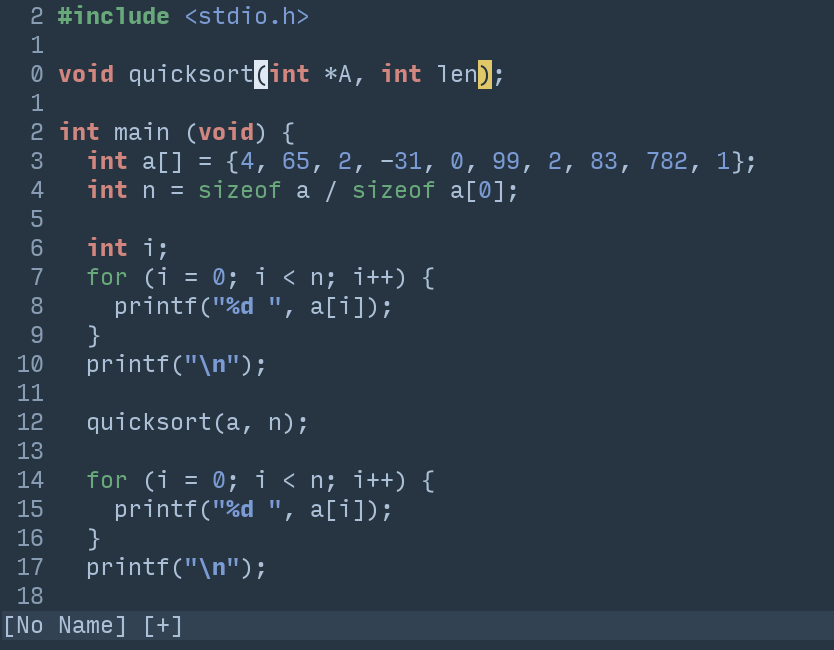 2 #include <stdio.h>
1
0 void quicksort(int *A, int len);
1
2 int main (void) {
3   int a[] = {4, 65, 2, -31, 0, 99, 2, 83, 782, 1};
4   int n = sizeof a / sizeof a[0];
5
6   int i;
7   for (i = 0; i < n; i++) {
8     printf("%d ", a[i]);
9   }
10   printf("\n");
11
12   quicksort(a, n);
13
14   for (i = 0; i < n; i++) {
15     printf("%d ", a[i]);
16   }
17   printf("\n");
18
[No Name] [+]